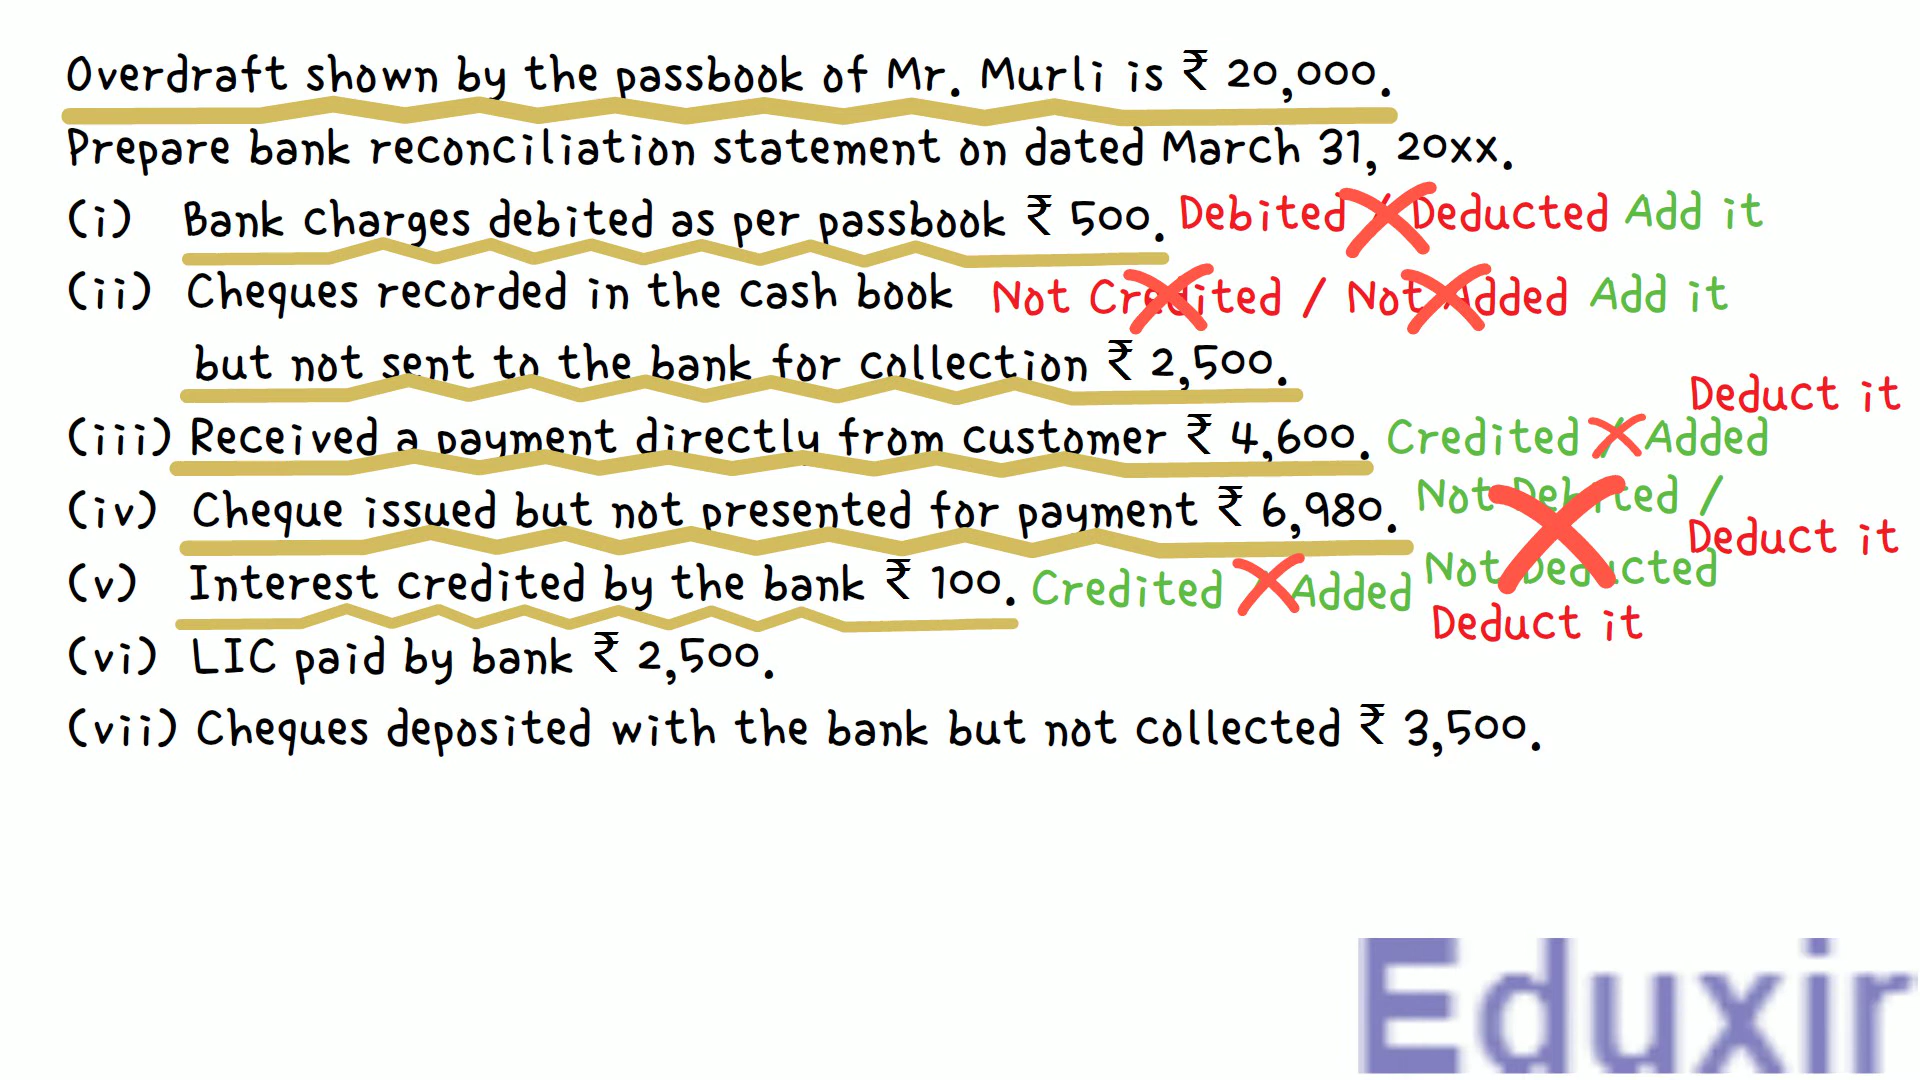 Overdraft shown by the passbook of Mr. Murli is ₹ 20,000.
Prepare bank reconciliation statement on dated March 31, 20xx.
(i) Bank charges debited as per passbook ₹ 500. Debited / Deducted Add it
(ii) Cheques recorded in the cash book Not Credited / Not Added Add it
but not sent to the bank for collection ₹ 2,500.
Deduct it
(iii) Received a payment directly from customer ₹ 4,600. Credited / Added
(iv) Cheque issued but not presented for payment ₹ 6,980. Not Debited /
Deduct it
Not Deducted
(v) Interest credited by the bank ₹ 100. Credited / Added
Deduct it
(vi) LIC paid by bank ₹ 2,500.
(vii) Cheques deposited with the bank but not collected ₹ 3,500.
Eduxir